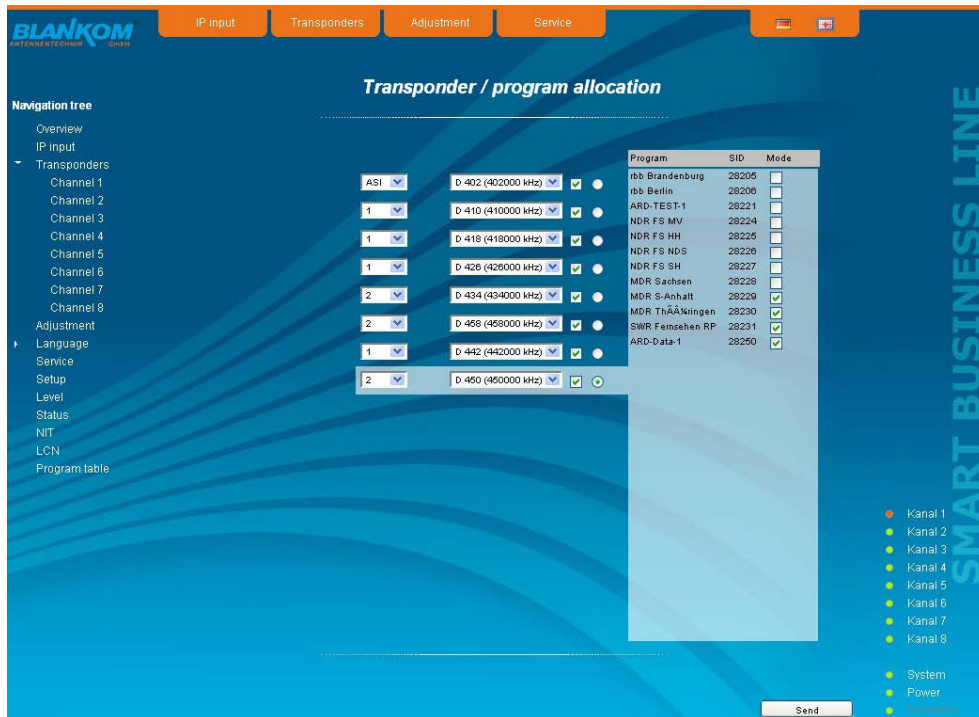 BLANKOM
ANTENNENTECHNIK GmbH
IP input
Transponders
Adjustment
Service
Transponder / program allocation
Navigation tree
Overview
IP input
Transponders
Channel 1
Channel 2
Channel 3
Channel 4
Channel 5
Channel 6
Channel 7
Channel 8
Adjustment
Language
Service
Setup
Level
Status
NIT
LCN
Program table
ASI D 402 (402000 kHz)
1 D 410 (410000 kHz)
1 D 418 (418000 kHz)
1 D 426 (426000 kHz)
2 D 434 (434000 kHz)
2 D 458 (458000 kHz)
1 D 442 (442000 kHz)
2 D 450 (450000 kHz)
Program SID Mode
rbb Brandenburg 28205
rbb Berlin 28206
ARD-TEST-1 28221
NDR FS MV 28224
NDR FS HH 28225
NDR FS NDS 28226
NDR FS SH 28227
MDR Sachsen 28228
MDR S-Anhalt 28229
MDR ThÃÂ¼ringen 28230
SWR Fernsehen RP 28231
ARD-Data-1 28250
SMART BUSINESS LINE
Kanal 1
Kanal 2
Kanal 3
Kanal 4
Kanal 5
Kanal 6
Kanal 7
Kanal 8
System
Power
Send